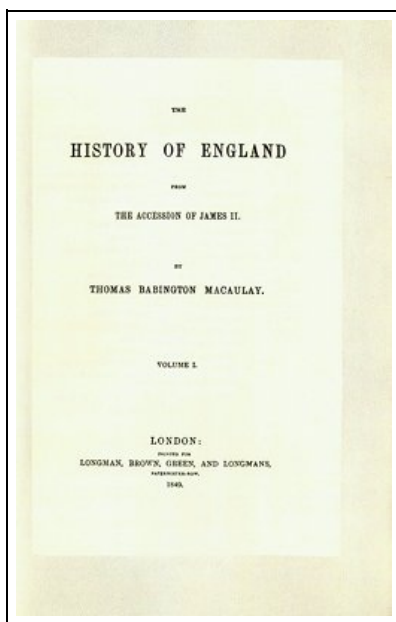 THE
HISTORY OF ENGLAND
FROM
THE ACCESSION OF JAMES II.
BY
THOMAS BABINGTON MACAULAY.
VOLUME I.
LONDON:
PRINTED FOR
LONGMAN, BROWN, GREEN, AND LONGMANS,
PATERNOSTER-ROW.
1849.